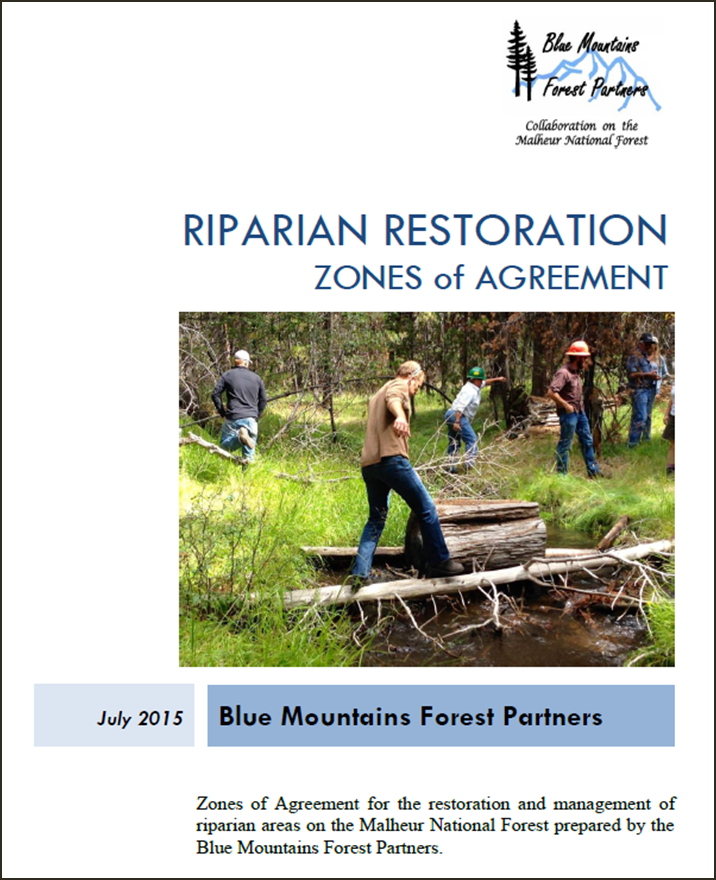 Blue Mountains
Forest Partners
Collaboration on the
Malheur National Forest
RIPARIAN RESTORATION
ZONES of AGREEMENT
July 2015
Blue Mountains Forest Partners
Zones of Agreement for the restoration and management of
riparian areas on the Malheur National Forest prepared by the
Blue Mountains Forest Partners.